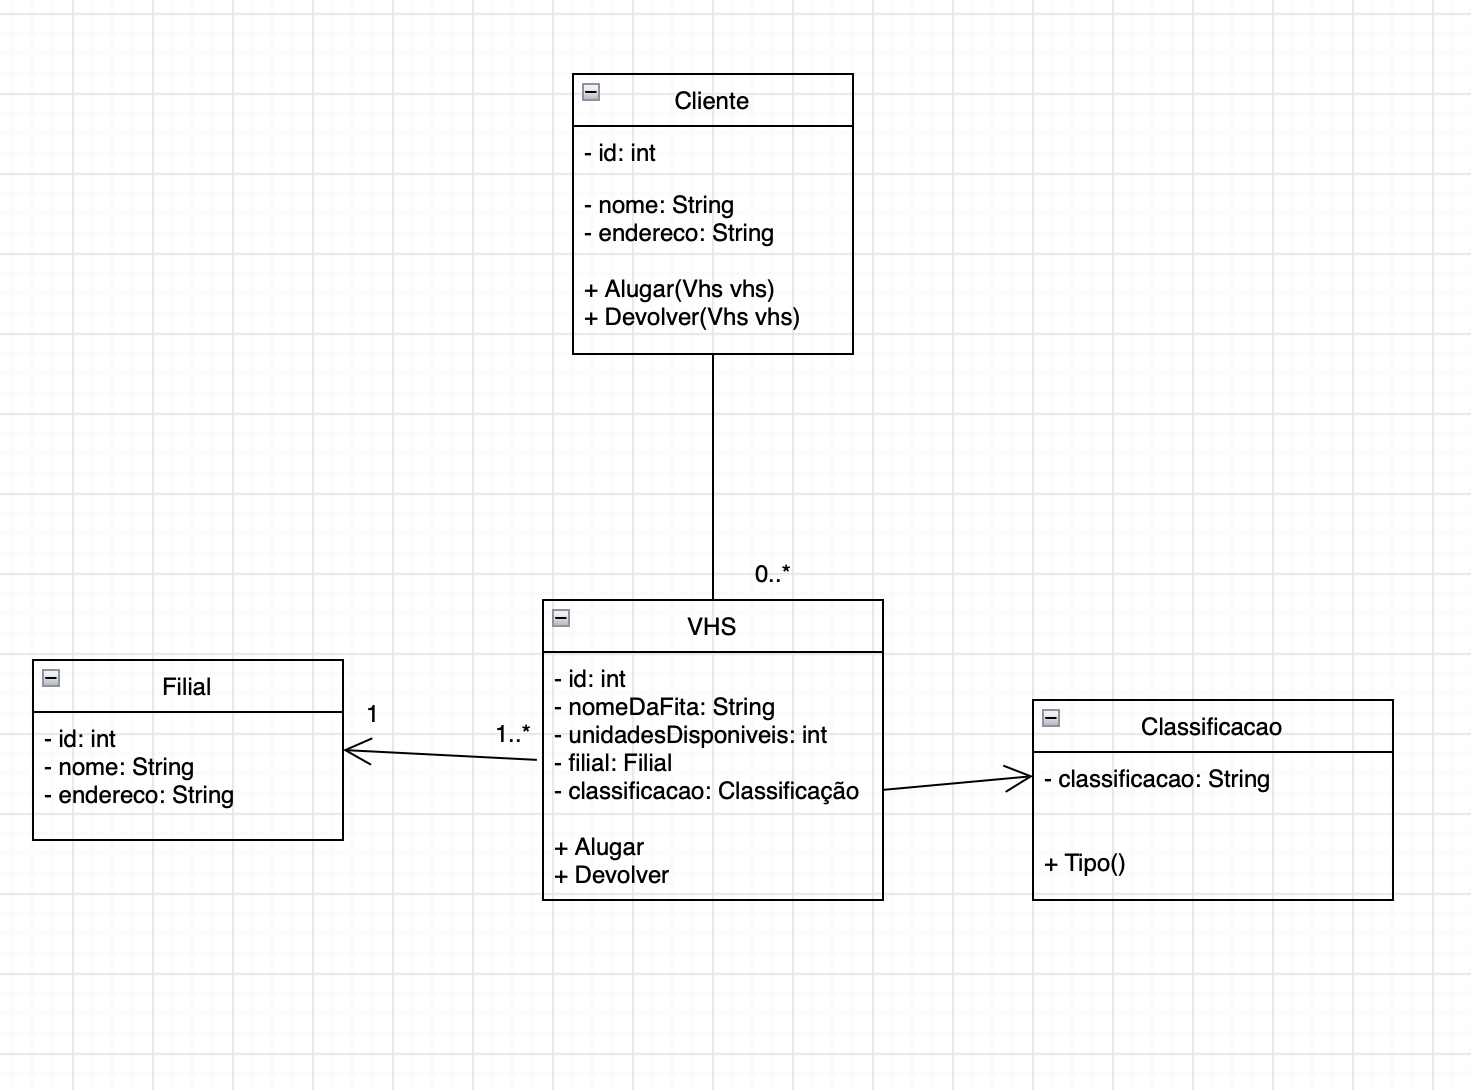 Cliente
- id: int
- nome: String
- endereco: String
+ Alugar(Vhs vhs)
+ Devolver(Vhs vhs)
0..*
VHS
- id: int
- nomeDaFita: String
- unidadesDisponiveis: int
- filial: Filial
- classificacao: Classificação
+ Alugar
+ Devolver
Filial
- id: int
- nome: String
- endereco: String
1
1..*
Classificacao
- classificacao: String
+ Tipo()